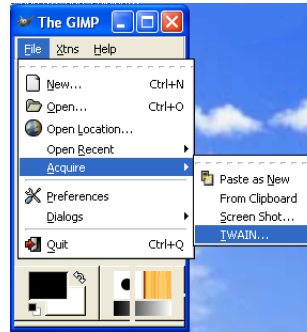 The GIMP
File Xtns Help
New... Ctrl+N
Open... Ctrl+O
Open Location...
Open Recent
Acquire
Paste as New
From Clipboard
Screen Shot...
TWAIN...
Preferences
Dialogs
Quit Ctrl+Q